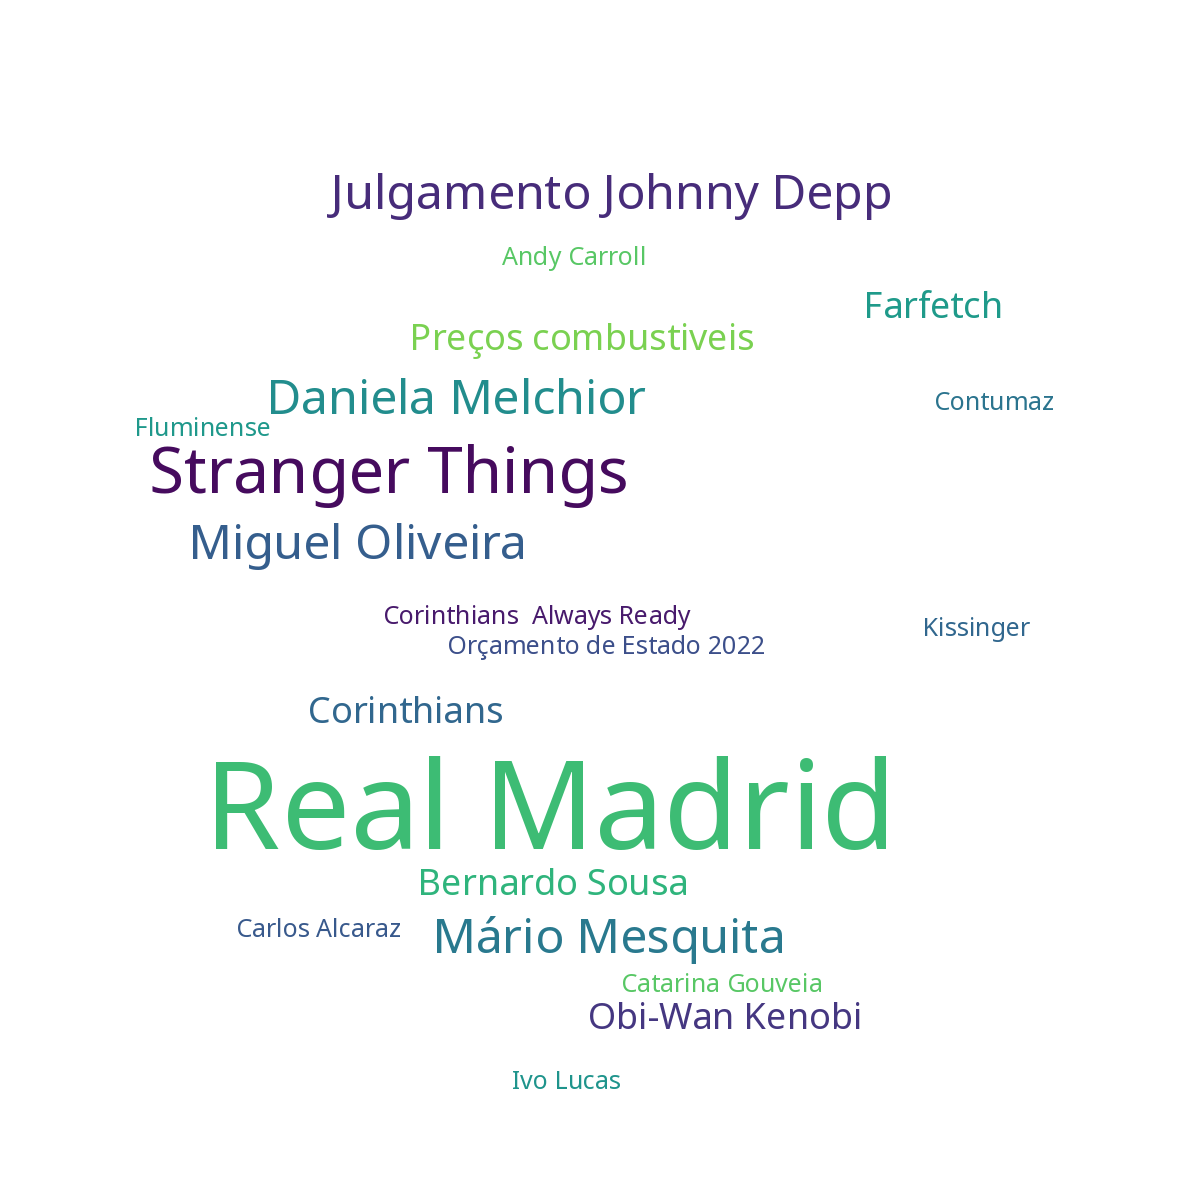 Julgamento Johnny Depp
Andy Carroll
Farfetch
Preços combustiveis
Daniela Melchior
Contumaz
Fluminense
Stranger Things
Miguel Oliveira
Corinthians  Always Ready
Kissinger
Orçamento de Estado 2022
Corinthians
Real Madrid
Bernardo Sousa
Carlos Alcaraz
Mário Mesquita
Catarina Gouveia
Obi-Wan Kenobi
Ivo Lucas